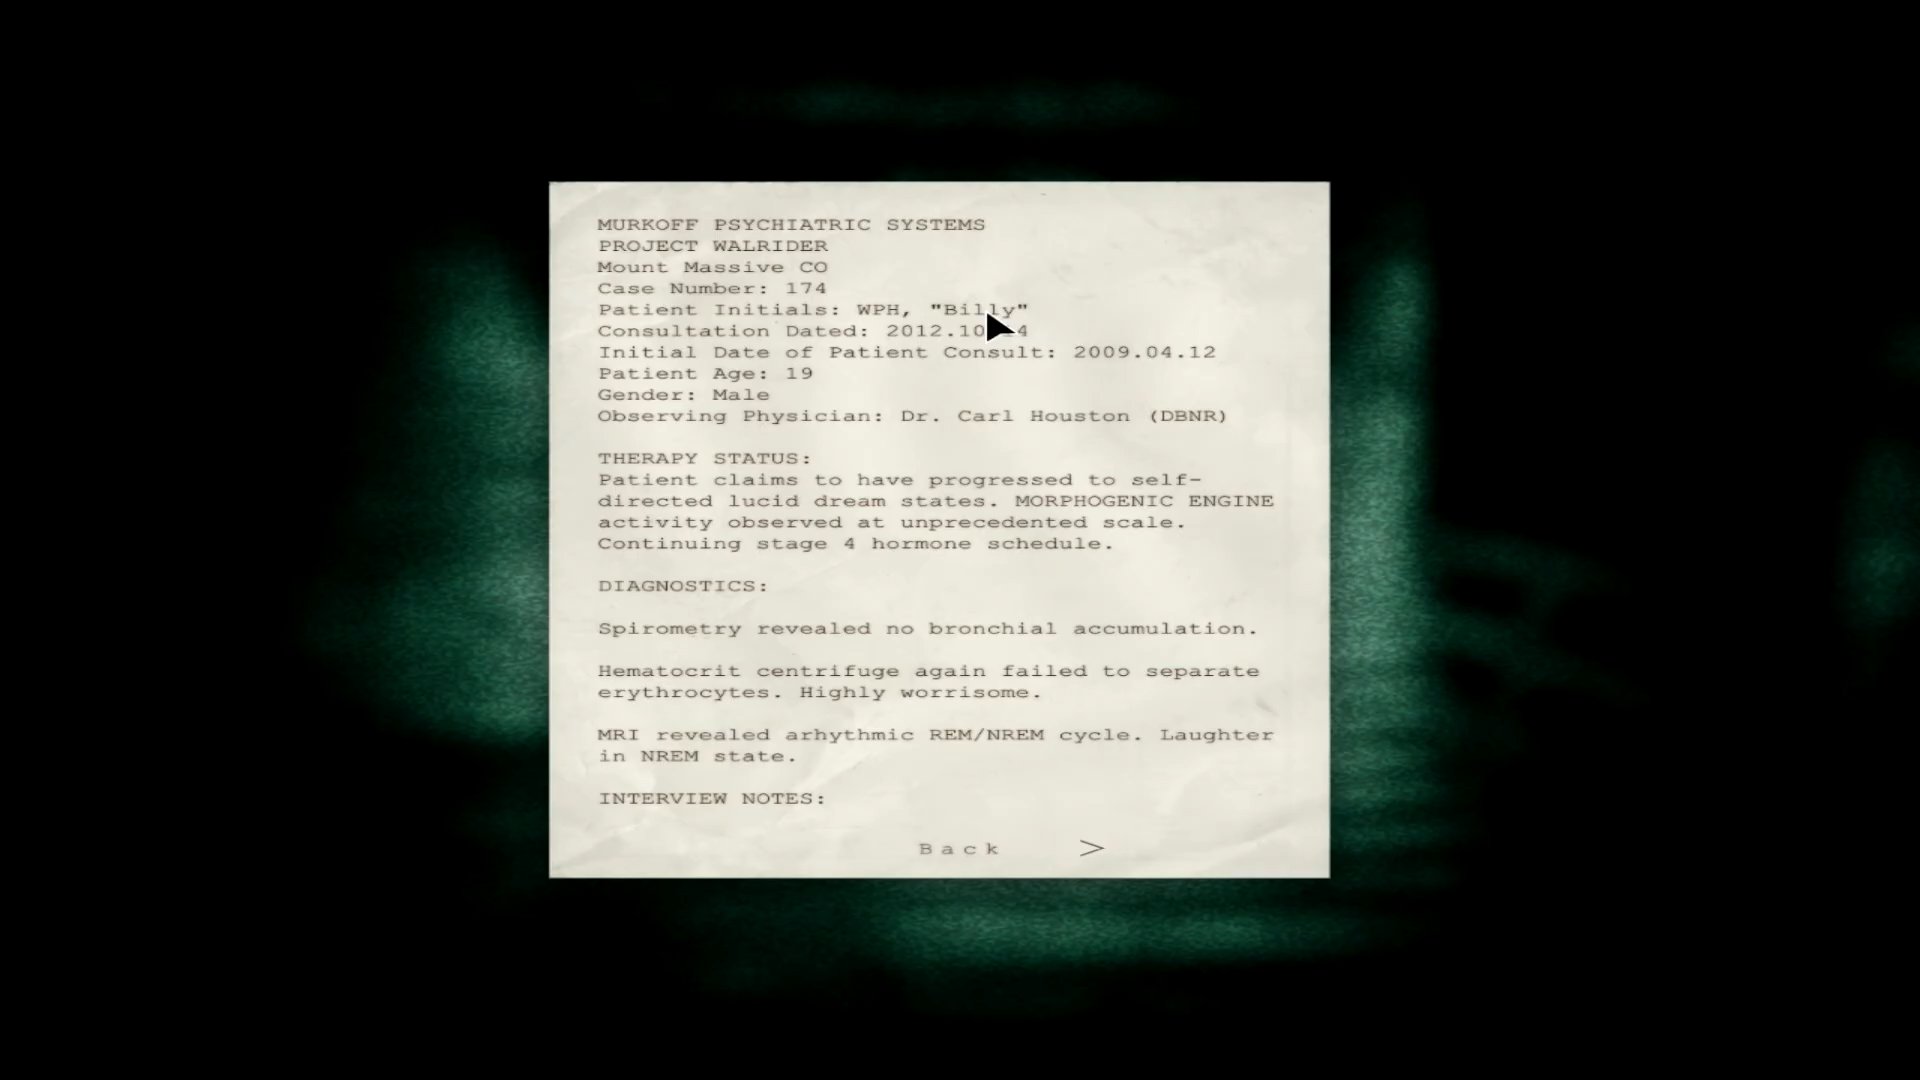 MURKOFF PSYCHIATRIC SYSTEMS
PROJECT WALRIDER
Mount Massive CO
Case Number: 174
Patient Initials: WPH, "Billy"
Consultation Dated:
Initial Date of Patient Consult: 2009.04.12
Patient Age: 19
Gender: Male
Observing Physician: Dr. Carl Houston (DBNR)
THERAPY STATUS:
Patient claims to have progressed to self-
directed lucid dream states. MORPHOGENIC ENGINE
activity observed at unprecedented scale.
Continuing stage 4 hormone schedule.
DIAGNOSTICS:
Spirometry revealed no bronchial accumulation.
Hematocrit centrifuge again failed to separate
erythrocytes. Highly worrisome.
MRI revealed arhythmic REM/NREM cycle. Laughter
in NREM state.
INTERVIEW NOTES:
Back >